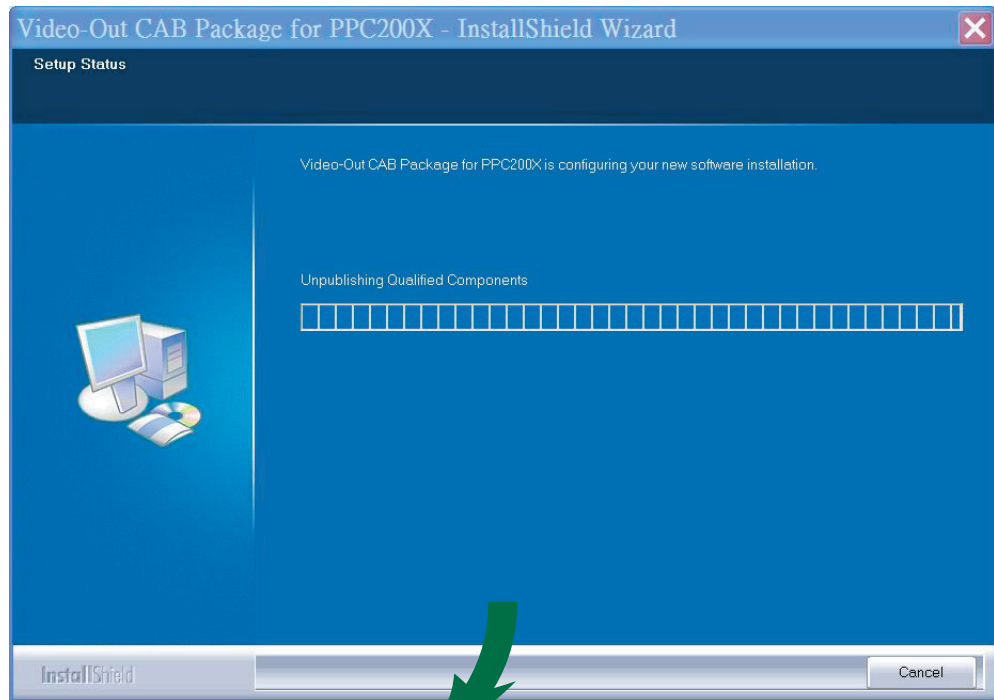 Video-Out CAB Package for PPC200X - InstallShield Wizard
Setup Status
Video-Out CAB Package for PPC200X is configuring your new software installation.
Unpublishing Qualified Components
InstallShield
Cancel